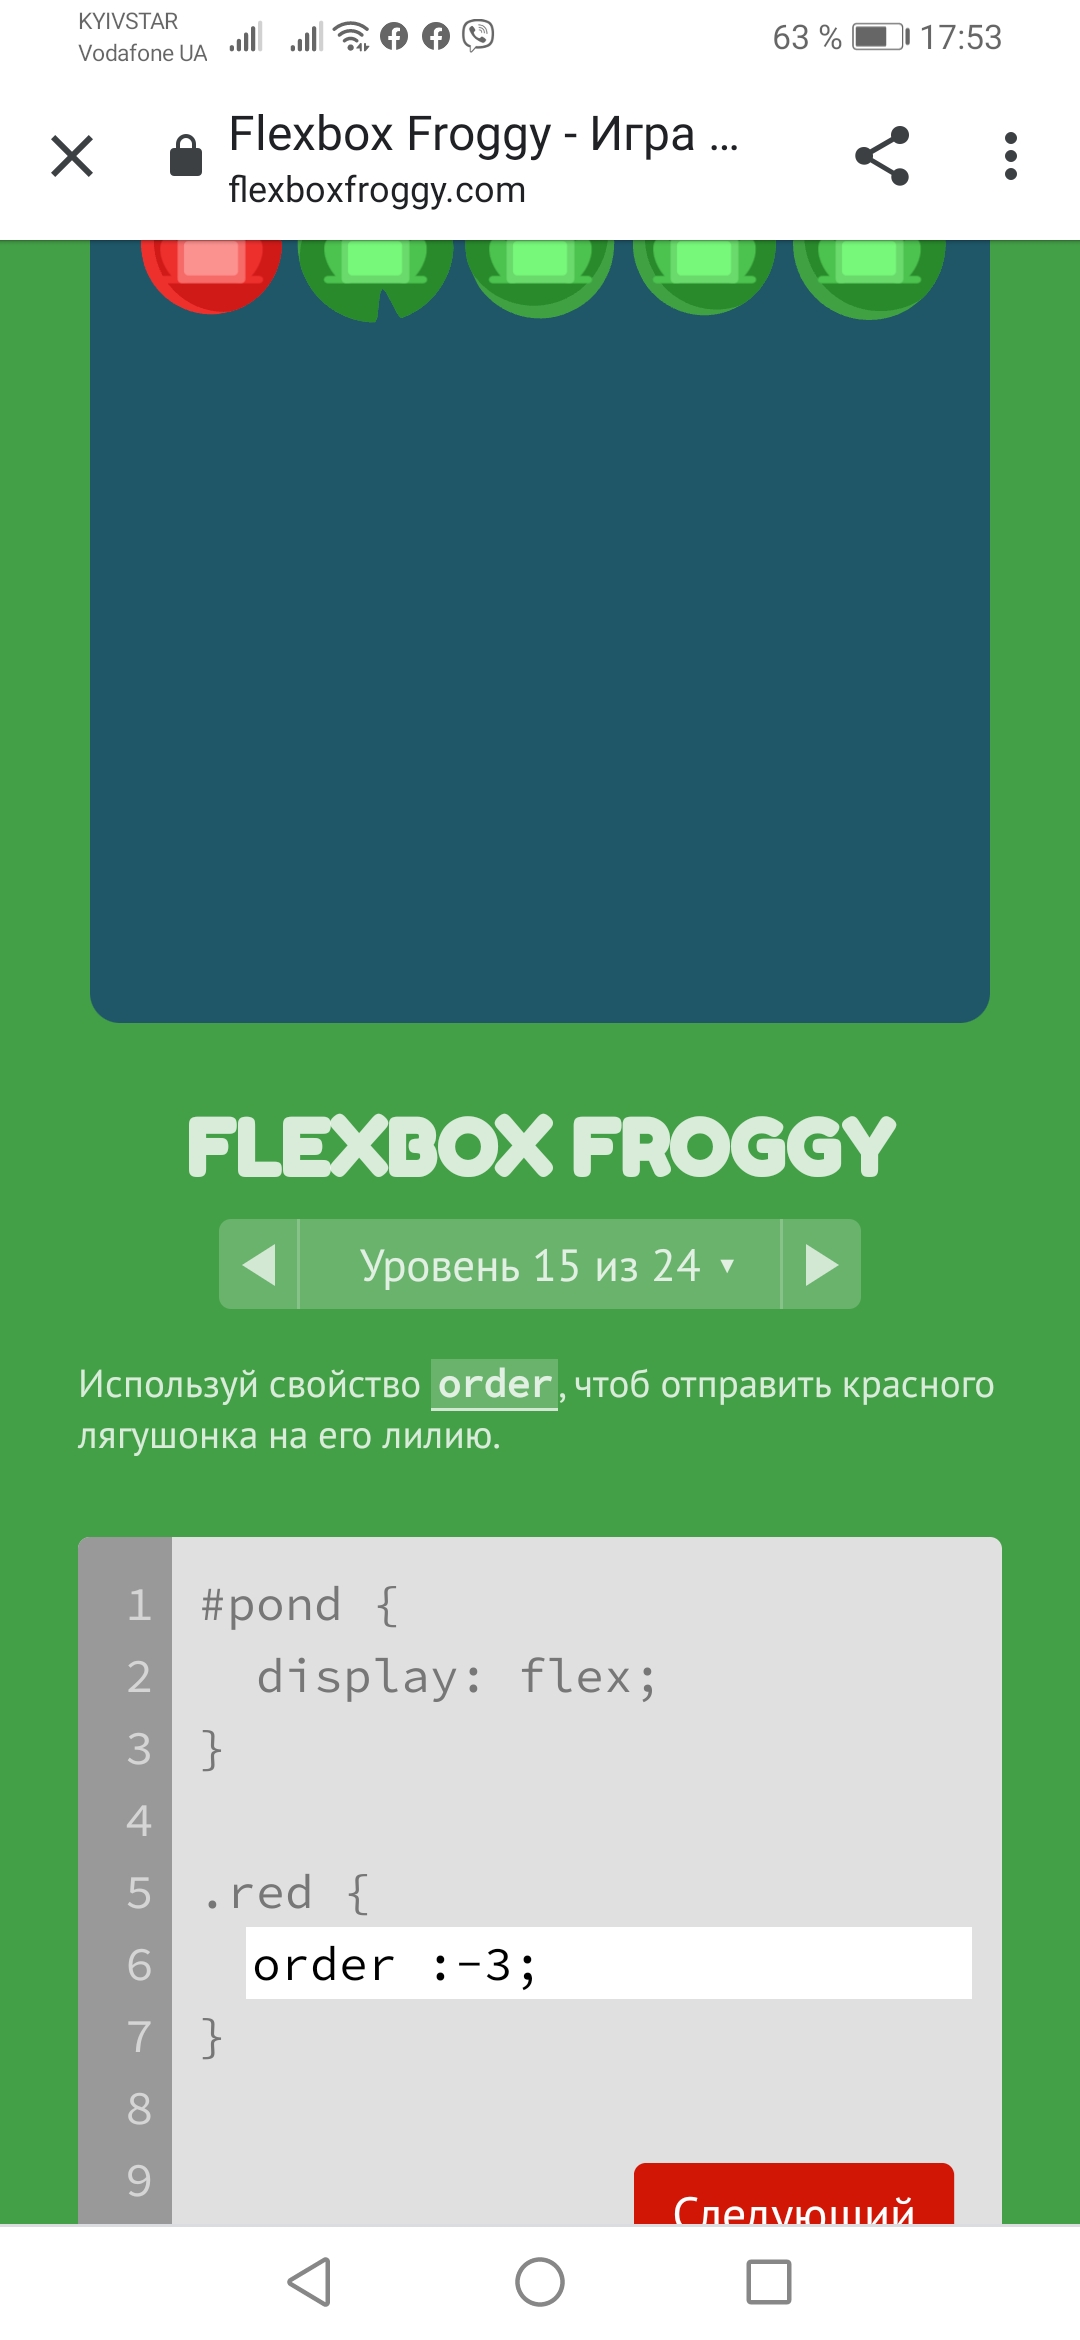 KYIVSTAR
Vodafone UA
63 %
17:53
Flexbox Froggy - Игра ...
flexboxfroggy.com
FLEXBOX FROGGY
Уровень 15 из 24 ▼
Используй свойство order, чтоб отправить красного
лягушонка на его лилию.
1 #pond {
2   display: flex;
3 }
4
5 .red {
6   order :-3;
7 }
8
9
Следующий